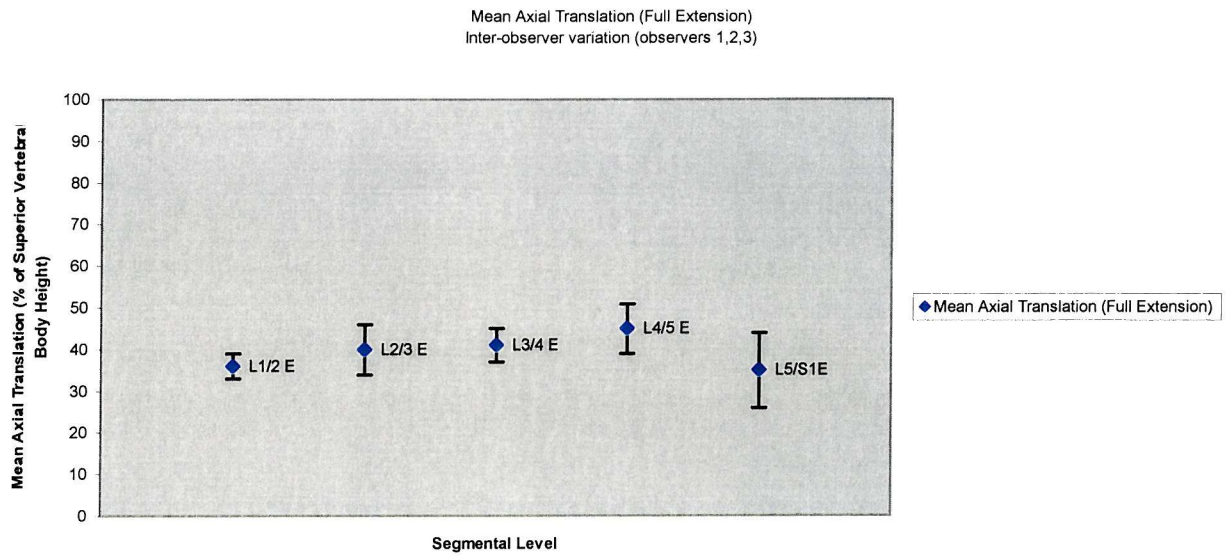 Mean Axial Translation (Full Extension)
Inter-observer variation (observers 1,2,3)
Mean Axial Translation (% of Superior Vertebral
Body Height)
100
90
80
70
60
50
40
30
20
10
0
L1/2 E
L2/3 E
L3/4 E
L4/5 E
L5/S1E
Mean Axial Translation (Full Extension)
Segmental Level